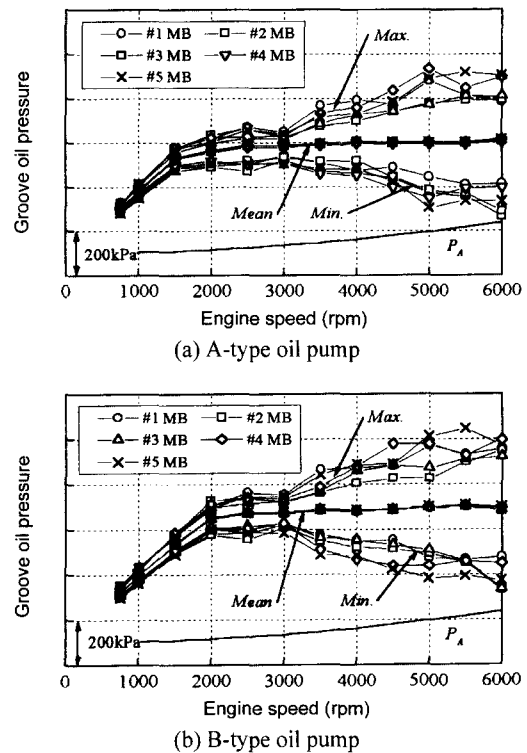 #1 MB #2 MB
#3 MB #4 MB
#5 MB
Max.
Groove oil pressure
Mean
Min.
200kPa
P_A
0 1000 2000 3000 4000 5000 6000
Engine speed (rpm)
(a) A-type oil pump
#1 MB #2 MB
#3 MB #4 MB
#5 MB
Max.
Groove oil pressure
Mean
Min.
200kPa
P_A
0 1000 2000 3000 4000 5000 6000
Engine speed (rpm)
(b) B-type oil pump